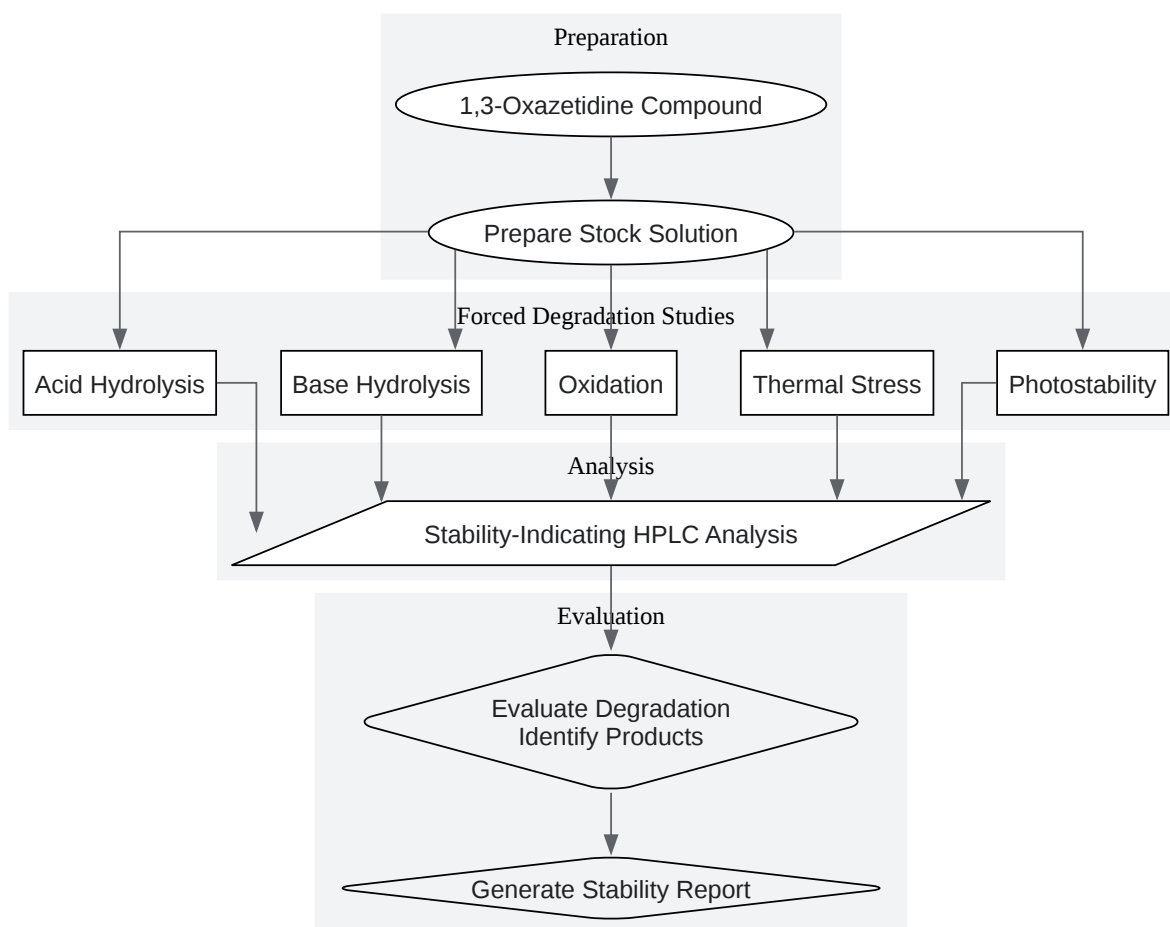 Preparation
1,3-Oxazetidine Compound
Prepare Stock Solution
Forced Degradation Studies
Acid Hydrolysis
Base Hydrolysis
Oxidation
Thermal Stress
Photostability
Analysis
Stability-Indicating HPLC Analysis
Evaluation
Evaluate Degradation
Identify Products
Generate Stability Report